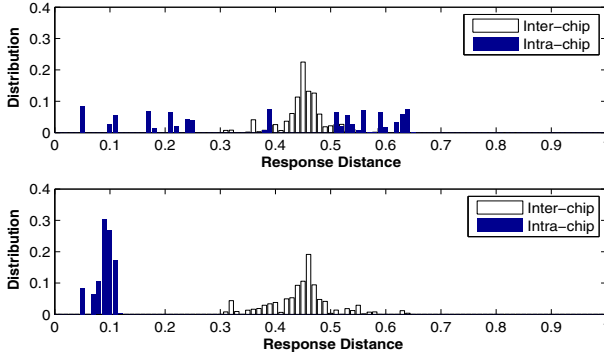 0.4
0.3
0.2
0.1
0
Distribution
Inter-chip
Intra-chip
0 0.1 0.2 0.3 0.4 0.5 0.6 0.7 0.8 0.9 1
Response Distance
0.4
0.3
0.2
0.1
0
Distribution
Inter-chip
Intra-chip
0 0.1 0.2 0.3 0.4 0.5 0.6 0.7 0.8 0.9 1
Response Distance